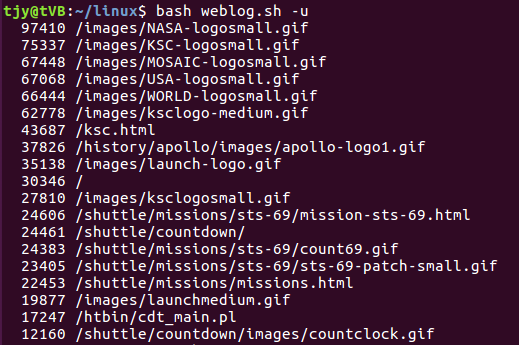 tjy@tVB:~/linux$ bash weblog.sh -u
97410 /images/NASA-logosmall.gif
75337 /images/KSC-logosmall.gif
67448 /images/MOSAIC-logosmall.gif
67068 /images/USA-logosmall.gif
66444 /images/WORLD-logosmall.gif
62778 /images/ksclogo-medium.gif
43687 /ksc.html
37826 /history/apollo/images/apollo-logo1.gif
35138 /images/launch-logo.gif
30346 /
27810 /images/ksclogosmall.gif
24606 /shuttle/missions/sts-69/mission-sts-69.html
24461 /shuttle/countdown/
24383 /shuttle/missions/sts-69/count69.gif
23405 /shuttle/missions/sts-69/sts-69-patch-small.gif
22453 /shuttle/missions/missions.html
19877 /images/launchmedium.gif
17247 /htbin/cdt_main.pl
12160 /shuttle/countdown/images/countclock.gif